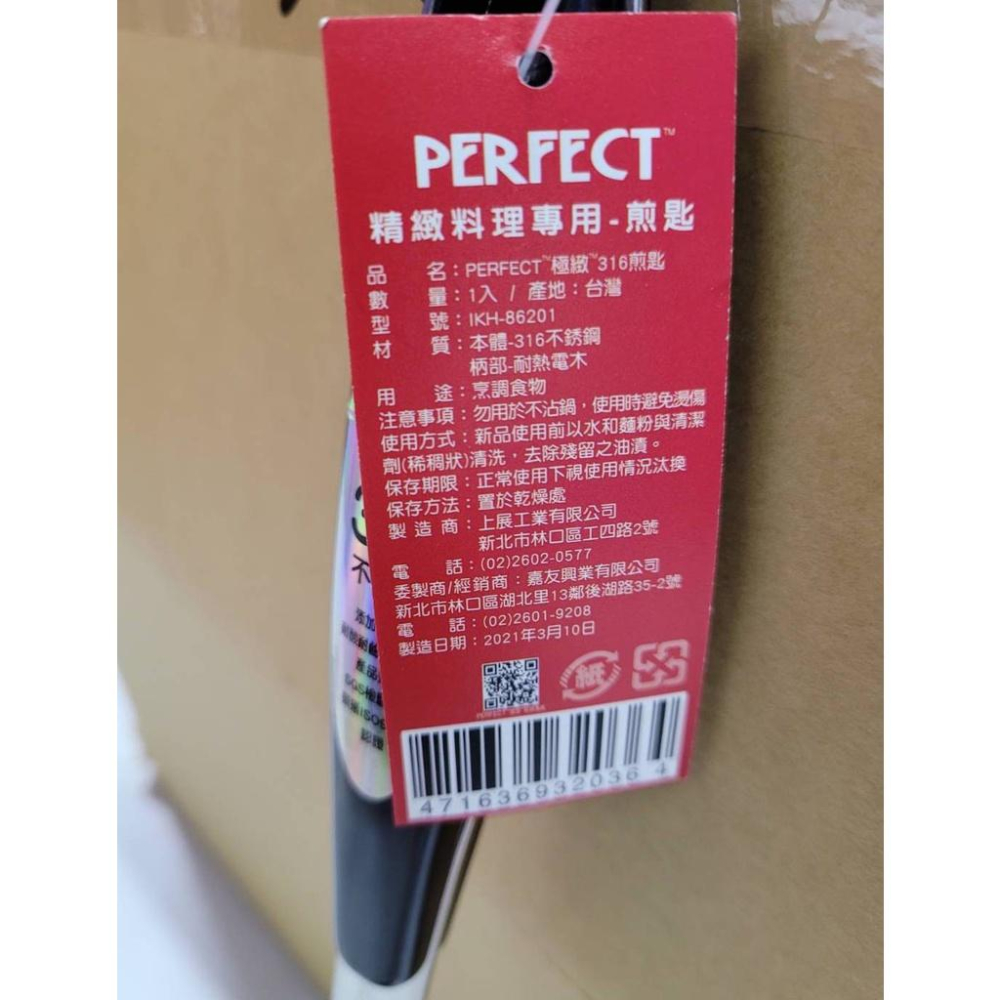 PERFECT™
精緻料理專用-煎匙
品 名：PERFECT™極緻™316煎匙
數 量：1入 / 產地：台灣
型 號：IKH-86201
材 質：本體-316不銹鋼
柄部-耐熱電木
用 途：烹調食物
注意事項：勿用於不沾鍋，使用時避免燙傷
使用方式：新品使用前以水和麵粉與清潔
劑(稀稠狀)清洗，去除殘留之油漬。
保存期限：正常使用下視使用情況汰換
保存方法：置於乾燥處
製造商：上展工業有限公司
新北市林口區工四路2號
電 話：(02)2602-0577
委製商/經銷商：嘉友興業有限公司
新北市林口區湖北里13鄰後湖路35-2號
電 話：(02)2601-9208
製造日期：2021年3月10日
紙
4716369320364
3
不
添加
產品
SGS檢